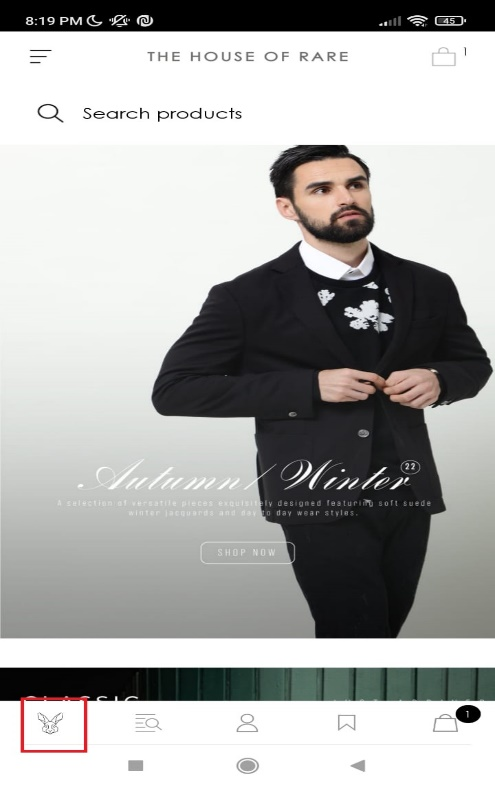 8:19 PM
45
THE HOUSE OF RARE
1
Search products
Autumn/Winter 22
A selection of versatile pieces exquisitely designed featuring soft suede
winter jacquards and day to day wear styles.
SHOP NOW
CLASSIC
1